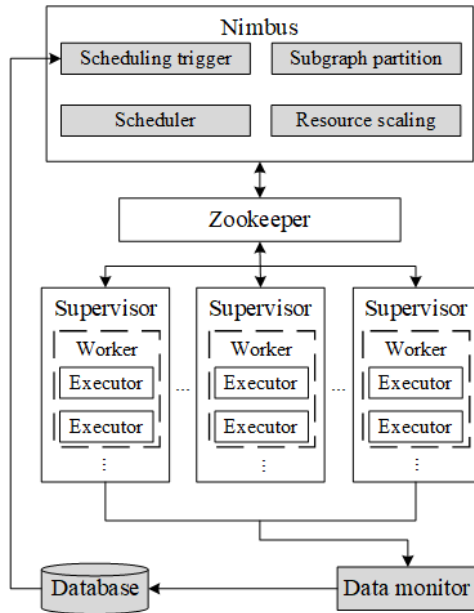 Nimbus
Scheduling trigger
Subgraph partition
Scheduler
Resource scaling
Zookeeper
Supervisor
Worker
Executor
Executor
⋮
...
Supervisor
Worker
Executor
Executor
⋮
...
Supervisor
Worker
Executor
Executor
⋮
Database
Data monitor